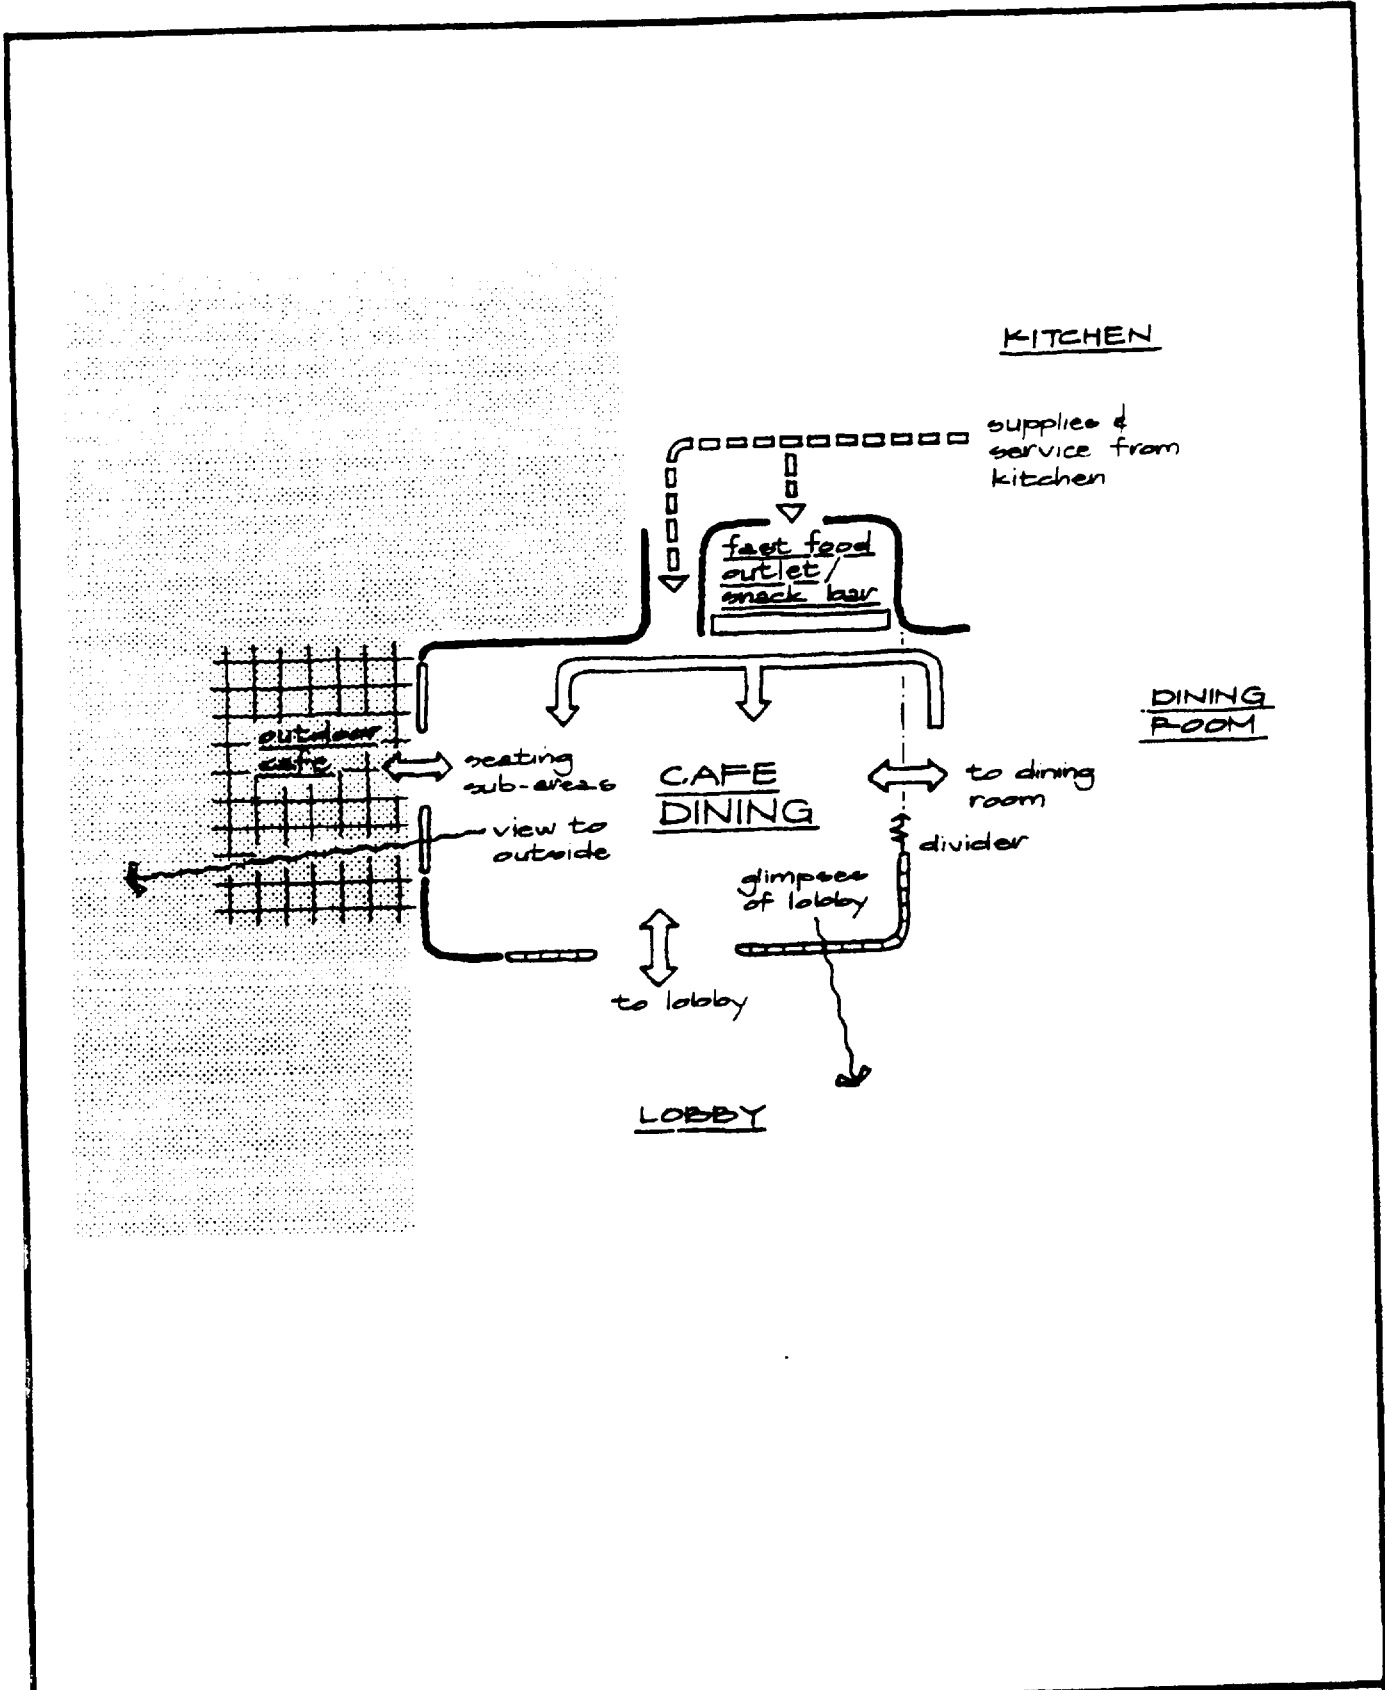 KITCHEN
supplies &
service from
kitchen
fast food
outlet/
snack bar
DINING
ROOM
outdoor
cafe
seating
sub-areas
CAFE
DINING
to dining
room
view to
outside
divider
glimpses
of lobby
to lobby
LOBBY